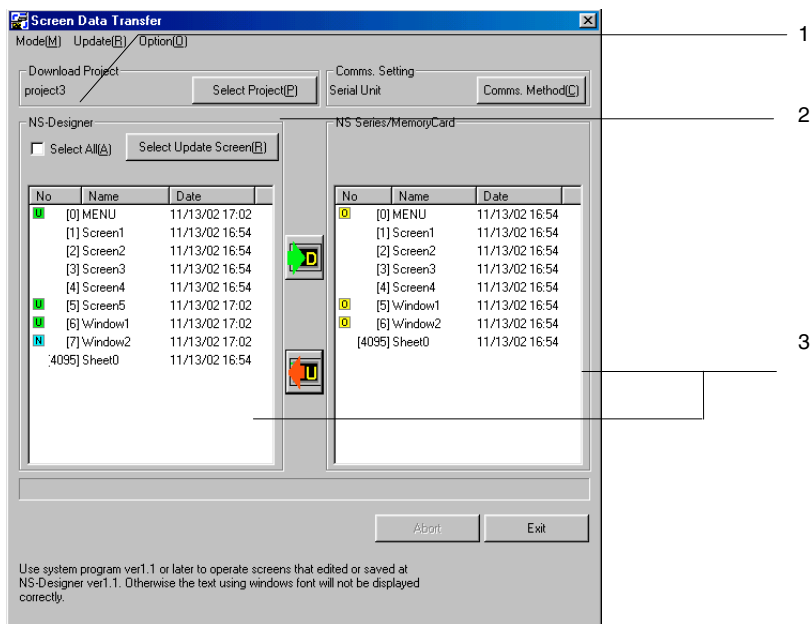 Screen Data Transfer
1
Mode(M) Update(R) Option(O)
Download Project
Comms. Setting
project3
Select Project(P)
Serial Unit
Comms. Method(C)
2
NS-Designer
NS Series/MemoryCard
Select All(A)
Select Update Screen(R)
No Name Date
No Name Date
U [0] MENU 11/13/02 17:02
O [0] MENU 11/13/02 16:54
[1] Screen1 11/13/02 16:54
[1] Screen1 11/13/02 16:54
[2] Screen2 11/13/02 16:54
[2] Screen2 11/13/02 16:54
D
[3] Screen3 11/13/02 16:54
[3] Screen3 11/13/02 16:54
[4] Screen4 11/13/02 16:54
[4] Screen4 11/13/02 16:54
U [5] Screen5 11/13/02 17:02
O [5] Window1 11/13/02 16:54
U [6] Window1 11/13/02 17:02
O [6] Window2 11/13/02 16:54
N [7] Window2 11/13/02 17:02
[4095] Sheet0 11/13/02 16:54
3
[4095] Sheet0 11/13/02 16:54
U
Abort
Exit
Use system program ver1.1 or later to operate screens that edited or saved at
NS-Designer ver1.1. Otherwise the text using windows font will not be displayed
correctly.